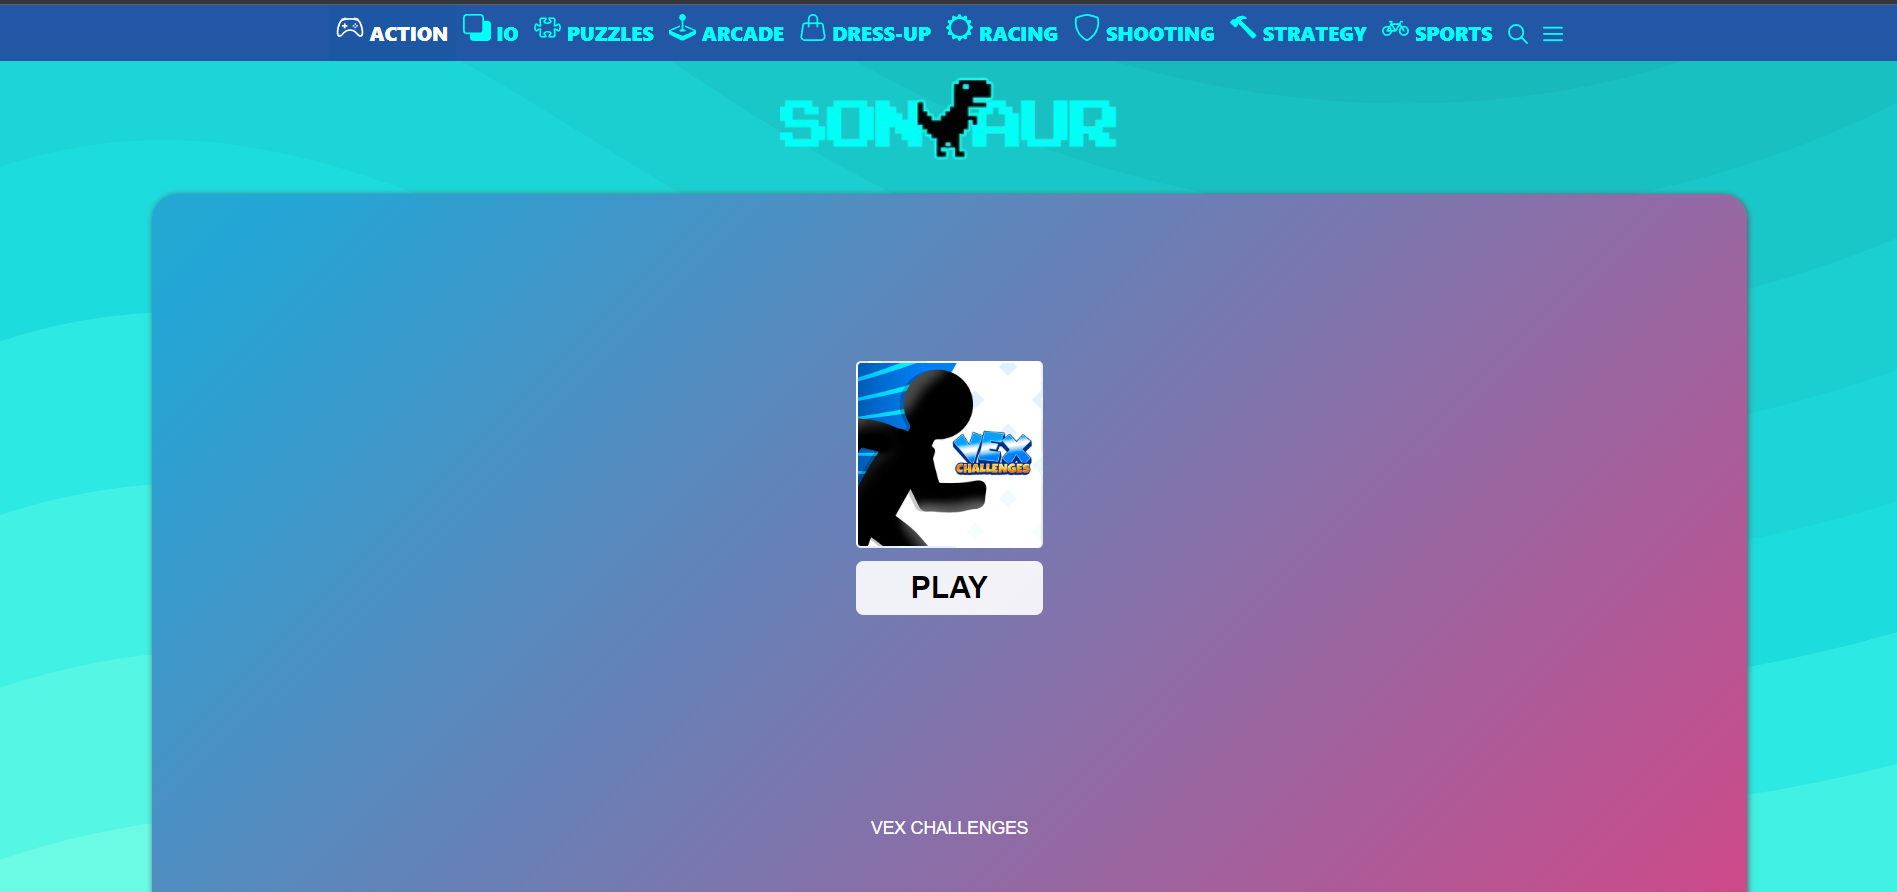 ACTION IO PUZZLES ARCADE DRESS-UP RACING SHOOTING STRATEGY SPORTS
SON AUR
VEX
CHALLENGES
PLAY
VEX CHALLENGES